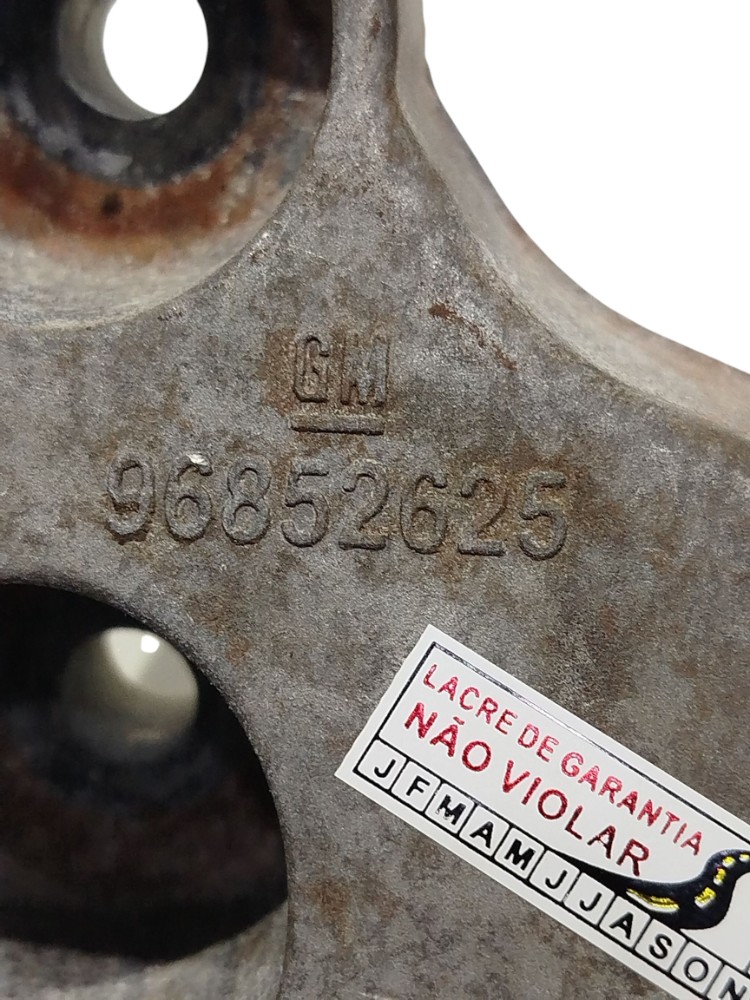 GM
96852625
LACRE DE GARANTIA
NÃO VIOLAR
J F M A M J J A S O N